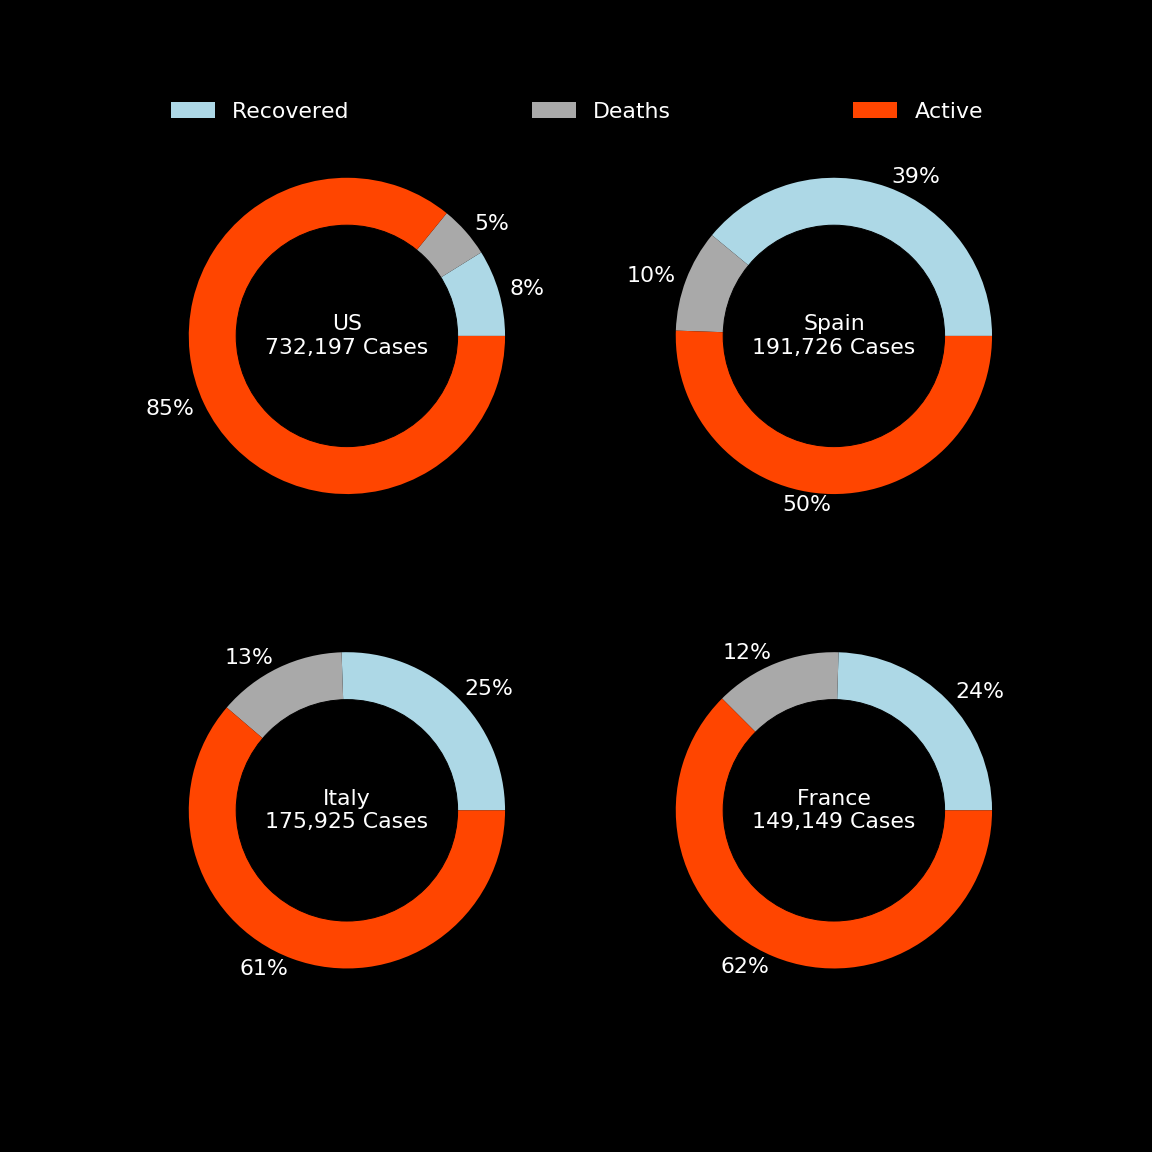 Recovered
Deaths
Active
5%
8%
US
732,197 Cases
85%
39%
10%
Spain
191,726 Cases
50%
13%
25%
Italy
175,925 Cases
61%
12%
24%
France
149,149 Cases
62%